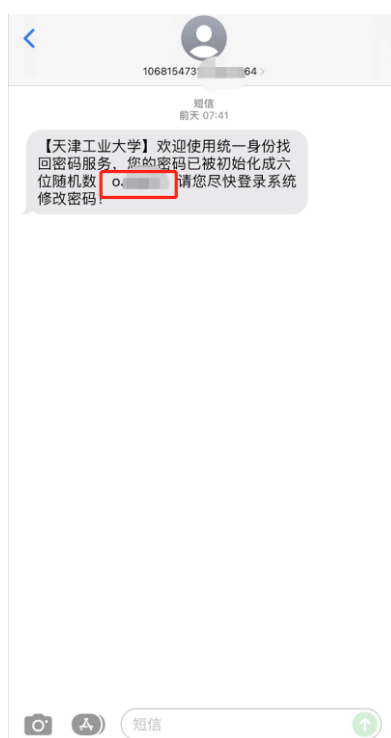 106815473 64 >
短信
前天 07:41
【天津工业大学】欢迎使用统一身份找
回密码服务，您的密码已被初始化成六
位随机数 o. 请您尽快登录系统
修改密码！
短信